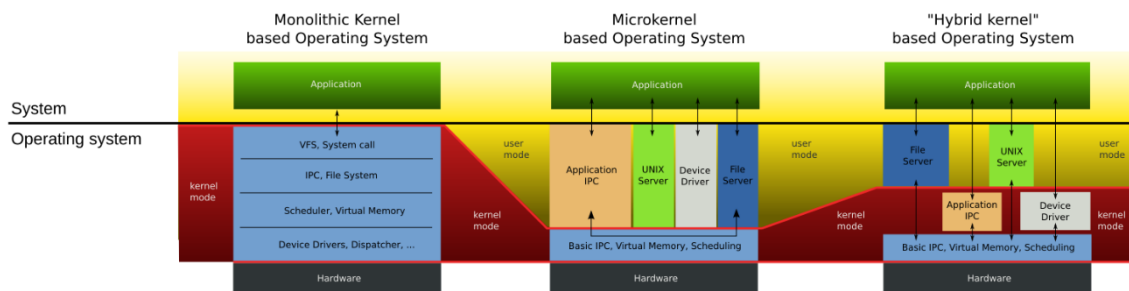 Monolithic Kernel
based Operating System
Microkernel
based Operating System
"Hybrid kernel"
based Operating System
Application
Application
Application
System
Operating system
VFS, System call
IPC, File System
Scheduler, Virtual Memory
Device Drivers, Dispatcher, ...
Hardware
kernel
mode
user
mode
kernel
mode
Application
IPC
UNIX
Server
Device
Driver
File
Server
Basic IPC, Virtual Memory, Scheduling
Hardware
user
mode
kernel
mode
File
Server
UNIX
Server
Application
IPC
Device
Driver
Basic IPC, Virtual Memory, Scheduling
Hardware
user
mode
kernel
mode